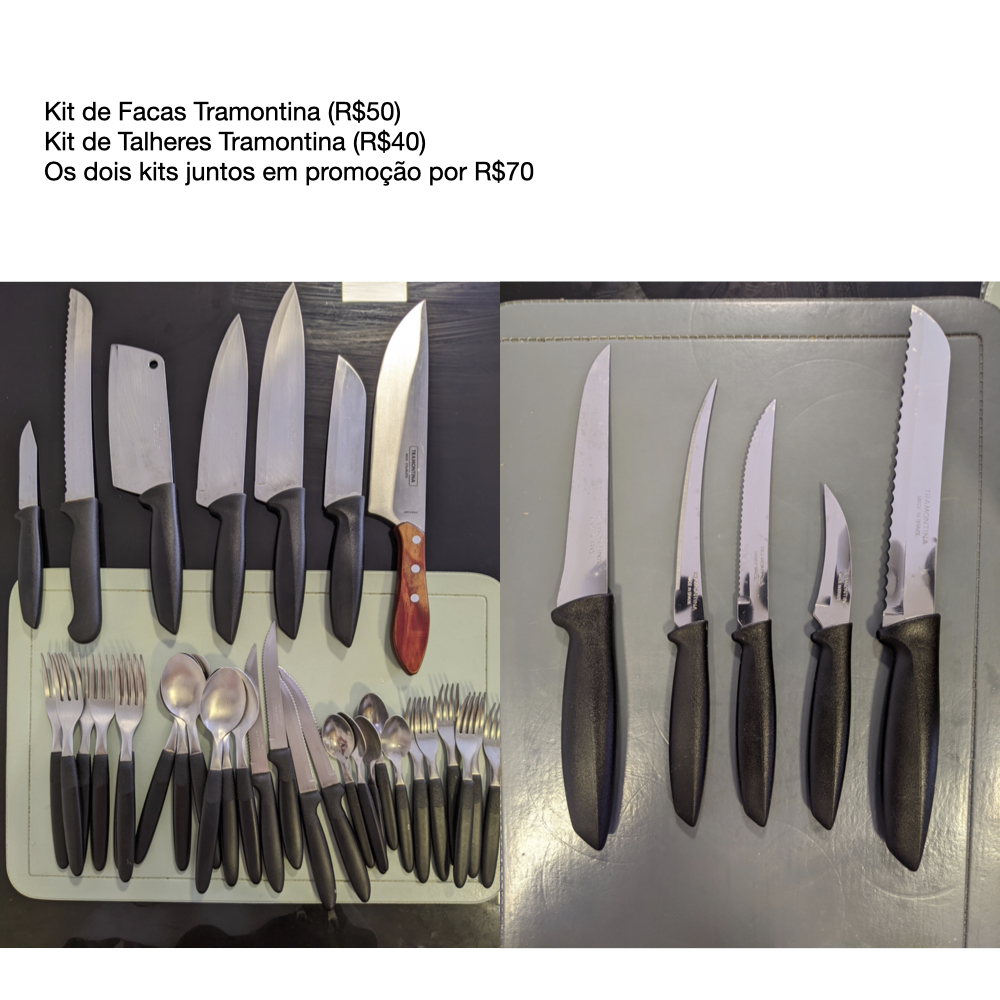 Kit de Facas Tramontina (R$50)
Kit de Talheres Tramontina (R$40)
Os dois kits juntos em promoção por R$70
TRAMONTINA
TRAMONTINA